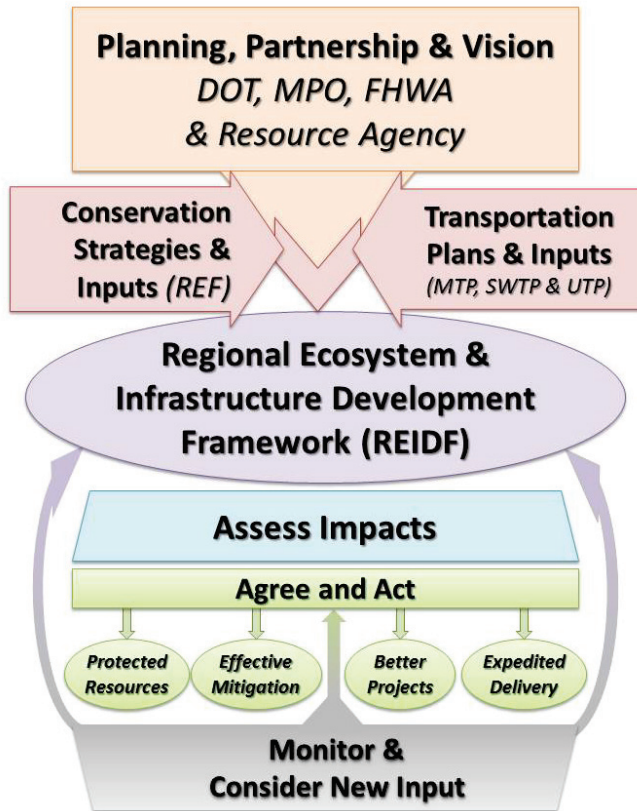 Planning, Partnership & Vision
DOT, MPO, FHWA
& Resource Agency
Conservation
Strategies &
Inputs (REF)
Transportation
Plans & Inputs
(MTP, SWTP & UTP)
Regional Ecosystem &
Infrastructure Development
Framework (REIDF)
Assess Impacts
Agree and Act
Protected
Resources
Effective
Mitigation
Better
Projects
Expedited
Delivery
Monitor &
Consider New Input